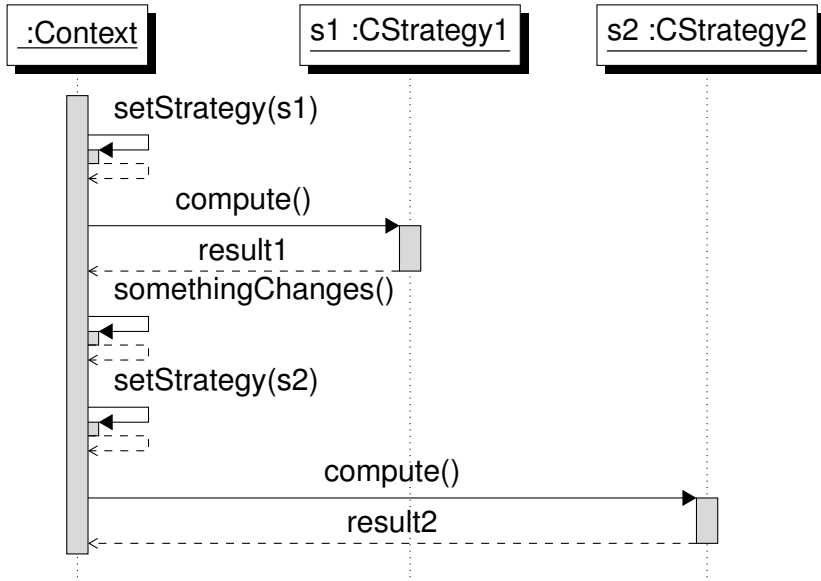 :Context
s1 :CStrategy1
s2 :CStrategy2
setStrategy(s1)
compute()
result1
somethingChanges()
setStrategy(s2)
compute()
result2